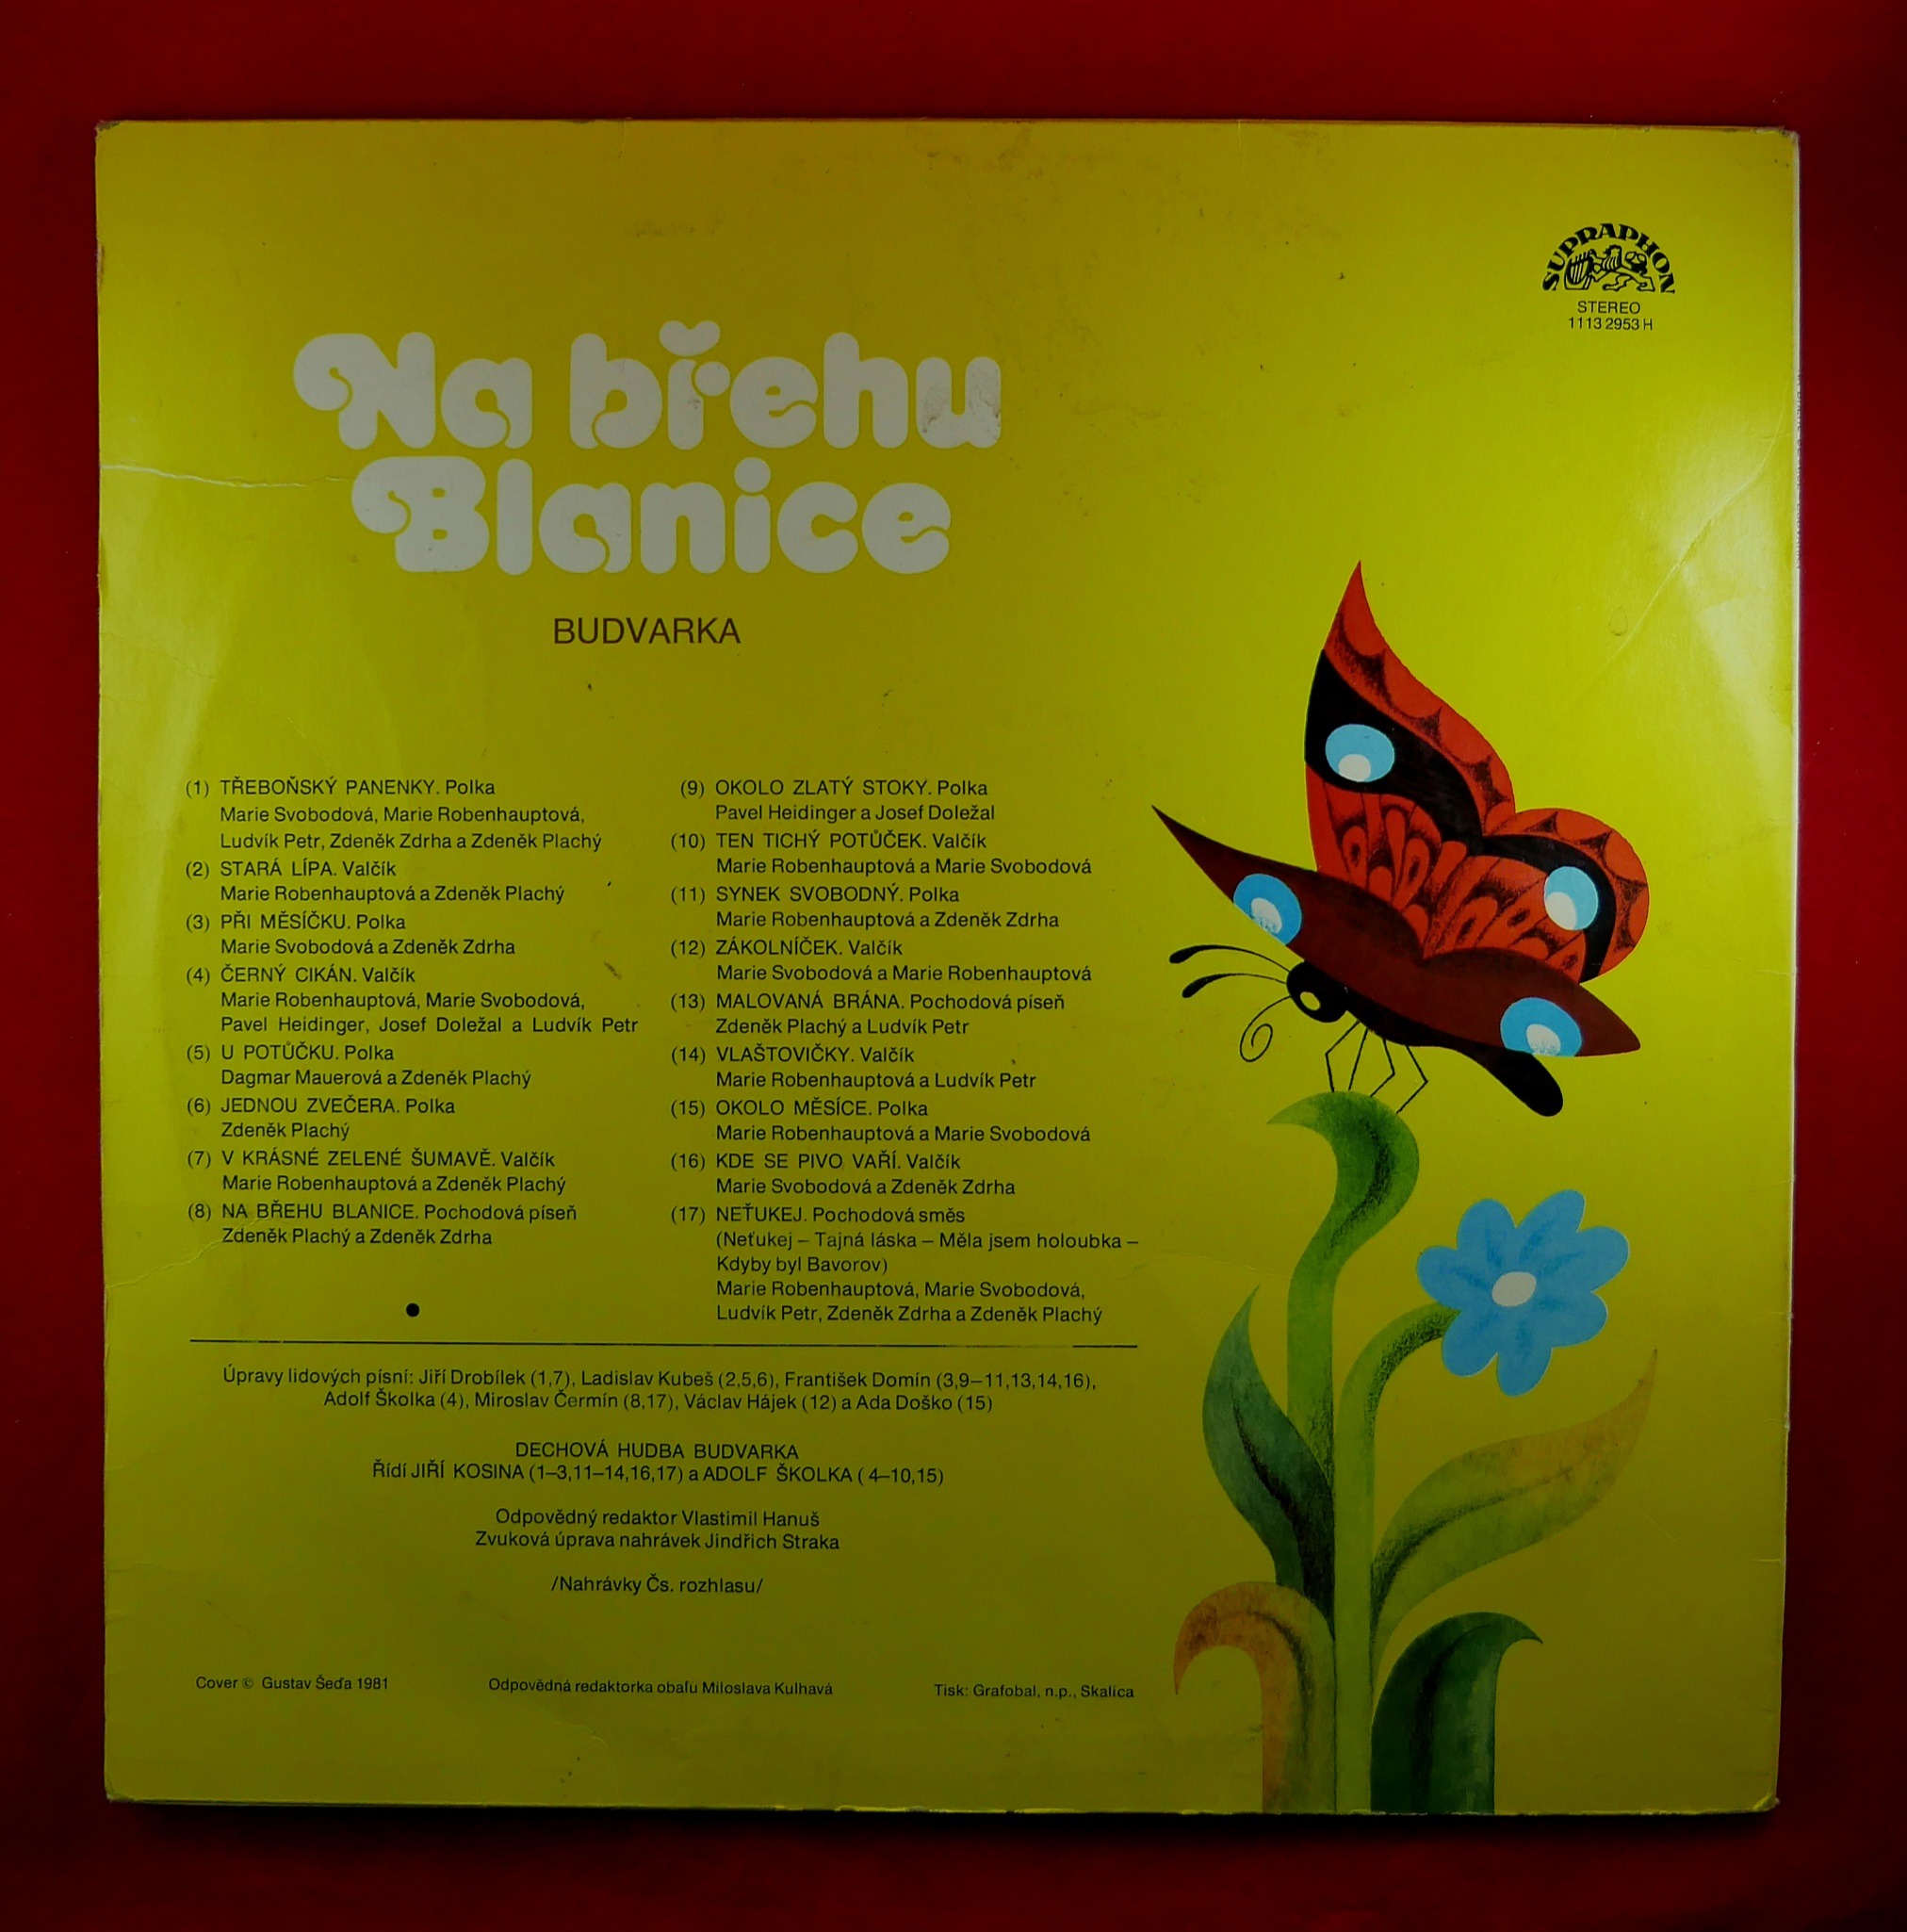 SUPRAPHON
STEREO
1113 2953 H
Na břehu
Blanice
BUDVARKA
(1) TŘEBOŇSKÝ PANENKY. Polka
Marie Svobodová, Marie Robenhauptová,
Ludvík Petr, Zdeněk Zdrha a Zdeněk Plachý
(2) STARÁ LÍPA. Valčík
Marie Robenhauptová a Zdeněk Plachý
(3) PŘI MĚSÍČKU. Polka
Marie Svobodová a Zdeněk Zdrha
(4) ČERNÝ CIKÁN. Valčík
Marie Robenhauptová, Marie Svobodová,
Pavel Heidinger, Josef Doležal a Ludvík Petr
(5) U POTŮČKU. Polka
Dagmar Mauerová a Zdeněk Plachý
(6) JEDNOU ZVEČERA. Polka
Zdeněk Plachý
(7) V KRÁSNÉ ZELENÉ ŠUMAVĚ. Valčík
Marie Robenhauptová a Zdeněk Plachý
(8) NA BŘEHU BLANICE. Pochodová píseň
Zdeněk Plachý a Zdeněk Zdrha
(9) OKOLO ZLATÝ STOKY. Polka
Pavel Heidinger a Josef Doležal
(10) TEN TICHÝ POTŮČEK. Valčík
Marie Robenhauptová a Marie Svobodová
(11) SYNEK SVOBODNÝ. Polka
Marie Robenhauptová a Zdeněk Zdrha
(12) ZÁKOLNÍČEK. Valčík
Marie Svobodová a Marie Robenhauptová
(13) MALOVANÁ BRÁNA. Pochodová píseň
Zdeněk Plachý a Ludvík Petr
(14) VLAŠTOVIČKY. Valčík
Marie Robenhauptová a Ludvík Petr
(15) OKOLO MĚSÍCE. Polka
Marie Robenhauptová a Marie Svobodová
(16) KDE SE PIVO VAŘÍ. Valčík
Marie Svobodová a Zdeněk Zdrha
(17) NEŤUKEJ. Pochodová směs
(Neťukej – Tajná láska – Měla jsem holoubka –
Kdyby byl Bavorov)
Marie Robenhauptová, Marie Svobodová,
Ludvík Petr, Zdeněk Zdrha a Zdeněk Plachý
Úpravy lidových písní: Jiří Drobílek (1,7), Ladislav Kubeš (2,5,6), František Domín (3,9–11,13,14,16),
Adolf Školka (4), Miroslav Čermín (8,17), Václav Hájek (12) a Ada Doško (15)
DECHOVÁ HUDBA BUDVARKA
Řídí JIŘÍ KOSINA (1–3,11–14,16,17) a ADOLF ŠKOLKA ( 4–10,15)
Odpovědný redaktor Vlastimil Hanuš
Zvuková úprava nahrávek Jindřich Straka
/Nahrávky Čs. rozhlasu/
Cover © Gustav Šeďa 1981
Odpovědná redaktorka obalu Miloslava Kulhavá
Tisk: Grafobal, n.p., Skalica